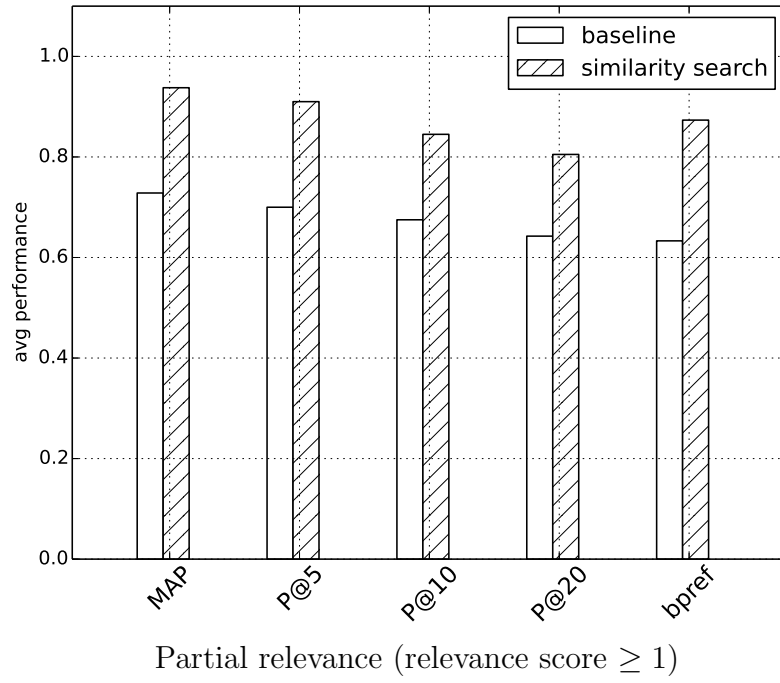 1.0
0.8
0.6
0.4
0.2
0.0
avg performance
baseline
similarity search
MAP
P@5
P@10
P@20
bpref
Partial relevance (relevance score ≥ 1)